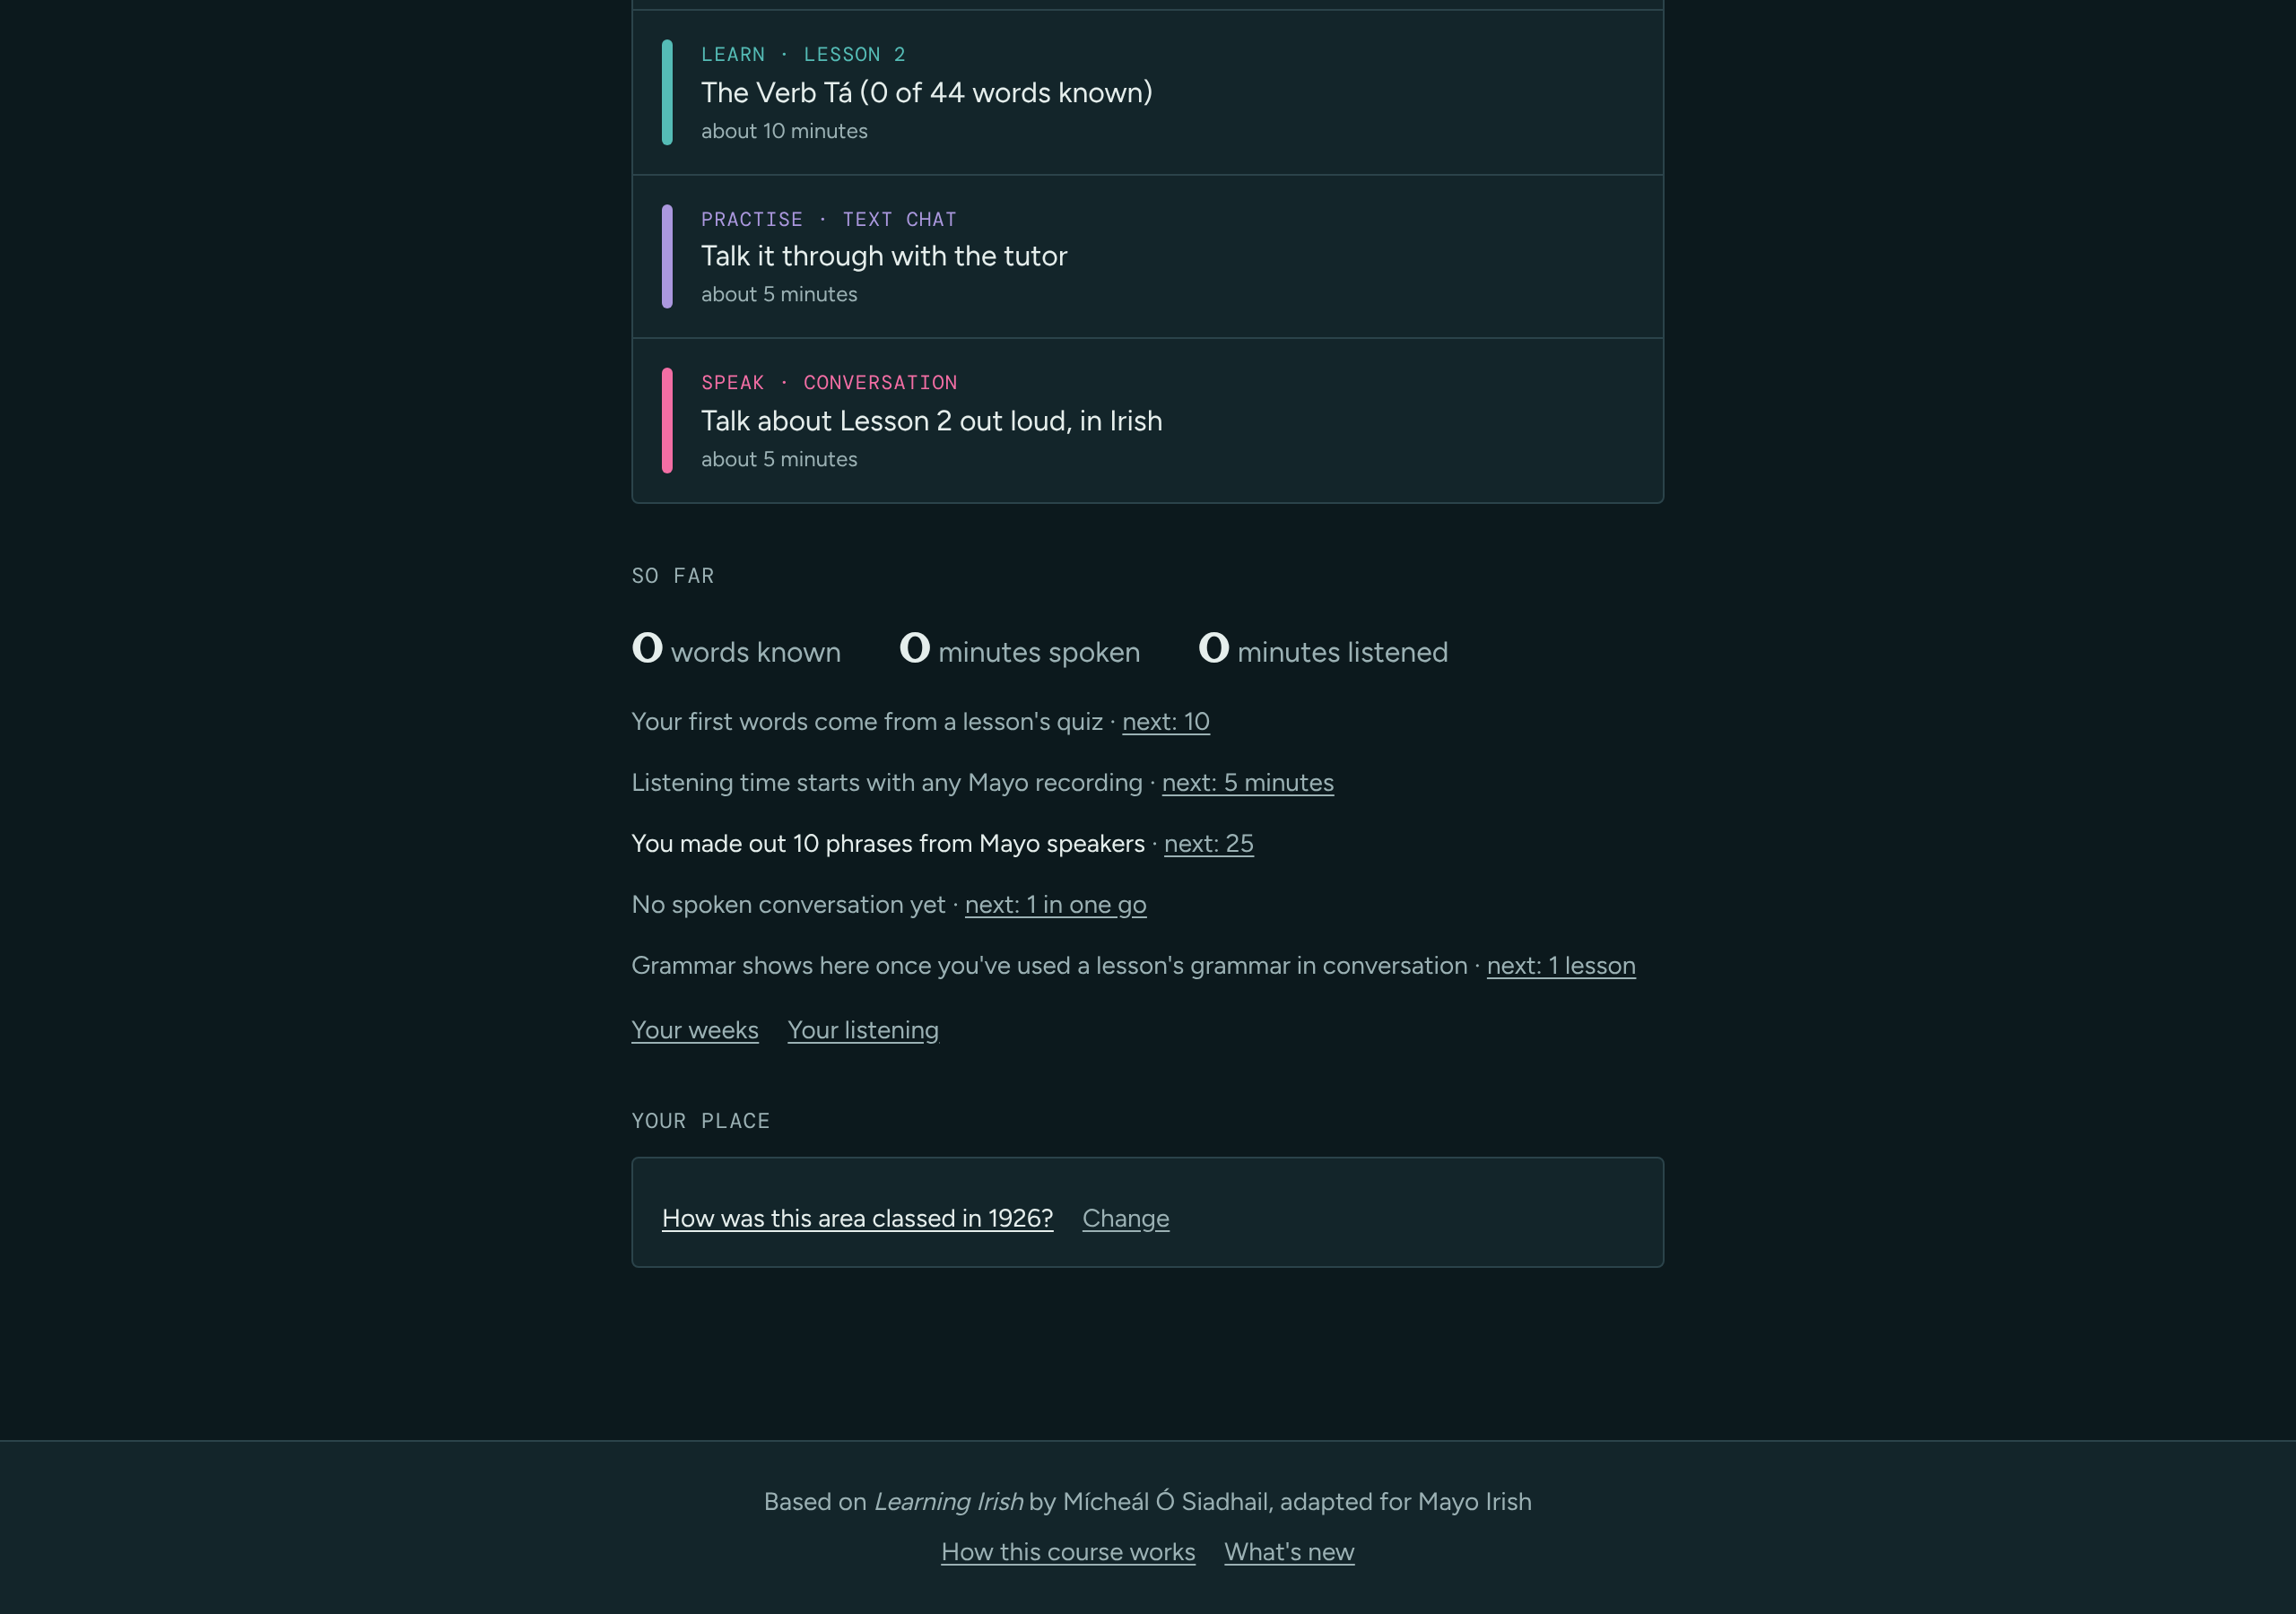 LEARN · LESSON 2
The Verb Tá (0 of 44 words known)
about 10 minutes
PRACTISE · TEXT CHAT
Talk it through with the tutor
about 5 minutes
SPEAK · CONVERSATION
Talk about Lesson 2 out loud, in Irish
about 5 minutes
SO FAR
0 words known 0 minutes spoken 0 minutes listened
Your first words come from a lesson's quiz · next: 10
Listening time starts with any Mayo recording · next: 5 minutes
You made out 10 phrases from Mayo speakers · next: 25
No spoken conversation yet · next: 1 in one go
Grammar shows here once you've used a lesson's grammar in conversation · next: 1 lesson
Your weeks Your listening
YOUR PLACE
How was this area classed in 1926? Change
Based on Learning Irish by Mícheál Ó Siadhail, adapted for Mayo Irish
How this course works What's new